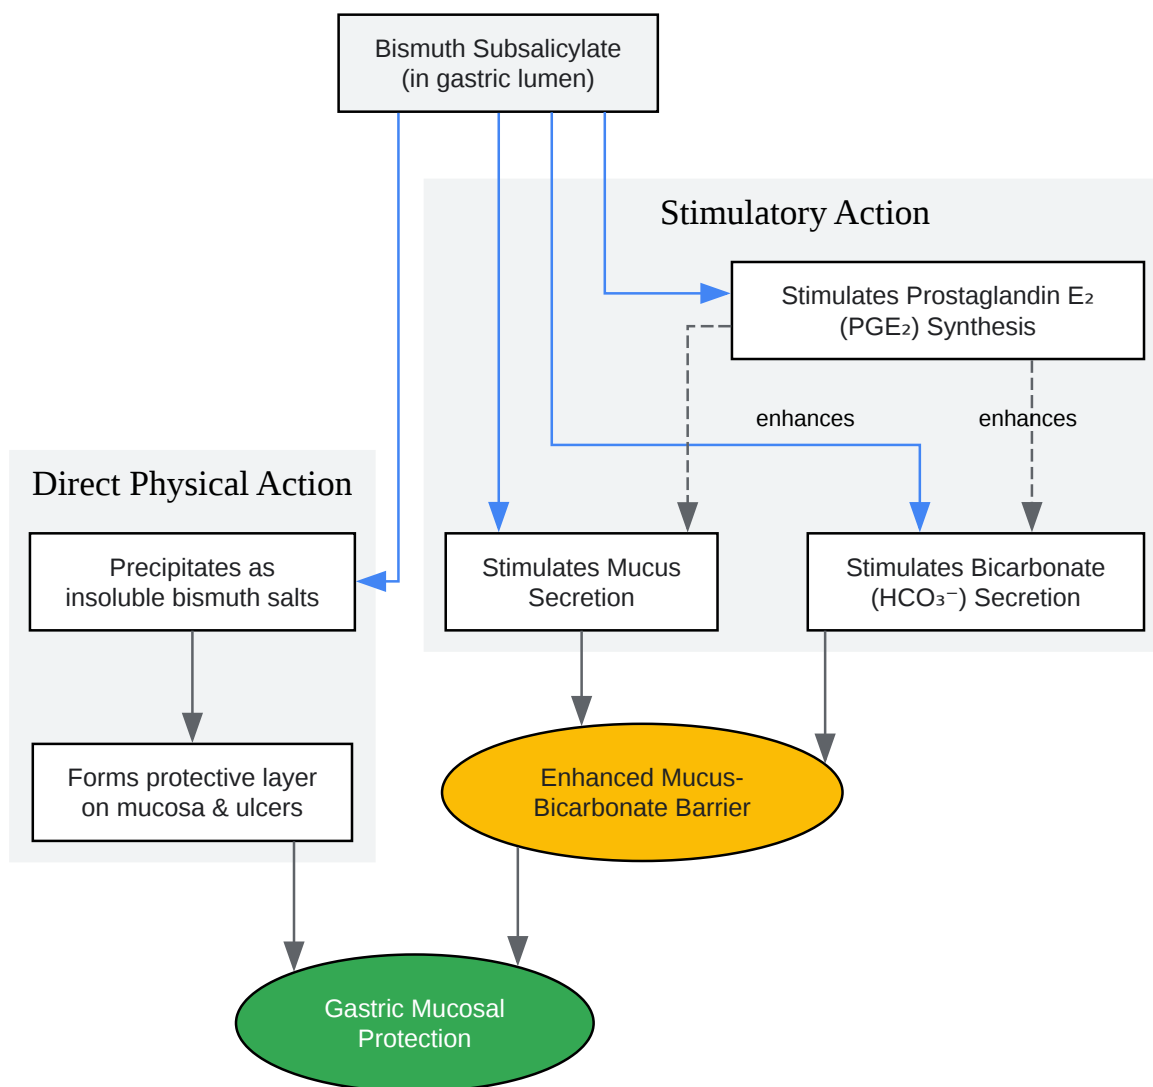 Bismuth Subsalicylate
(in gastric lumen)
Stimulatory Action
Stimulates Prostaglandin E₂
(PGE₂) Synthesis
enhances
enhances
Direct Physical Action
Precipitates as
insoluble bismuth salts
Stimulates Mucus
Secretion
Stimulates Bicarbonate
(HCO₃⁻) Secretion
Forms protective layer
on mucosa & ulcers
Enhanced Mucus-
Bicarbonate Barrier
Gastric Mucosal
Protection